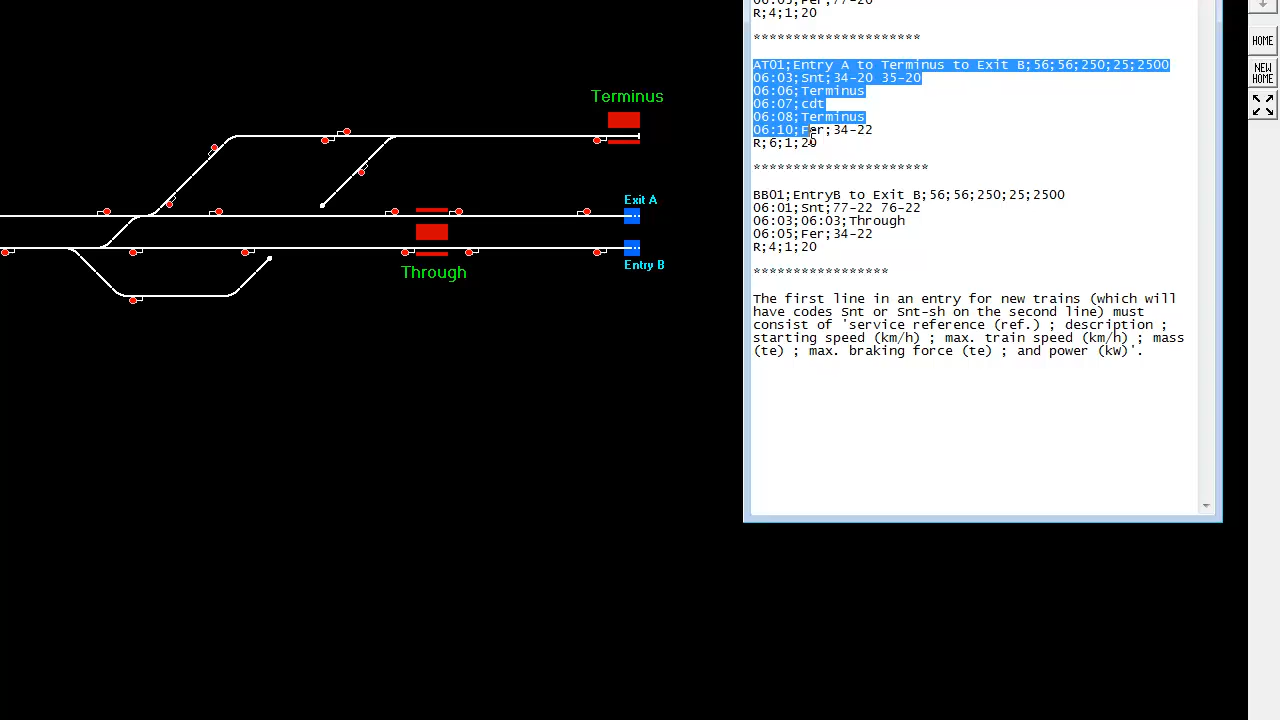 06:05;Fer;77-20
R;4;1;20
*********************
AT01;Entry A to Terminus to Exit B;56;56;250;25;2500
06:03;Snt;34-20 35-20
06:06;Terminus
06:07;cdt
06:08;Terminus
06:10;Fer;34-22
R;6;1;20
**********************
BB01;EntryB to Exit B;56;56;250;25;2500
06:01;Snt;77-22 76-22
06:03;06:03;Through
06:05;Fer;34-22
R;4;1;20
*****************
The first line in an entry for new trains (which will
have codes Snt or Snt-sh on the second line) must
consist of 'service reference (ref.) ; description ;
starting speed (km/h) ; max. train speed (km/h) ; mass
(te) ; max. braking force (te) ; and power (kW)'.
Terminus
Exit A
Entry B
Through
HOME
NEW
HOME